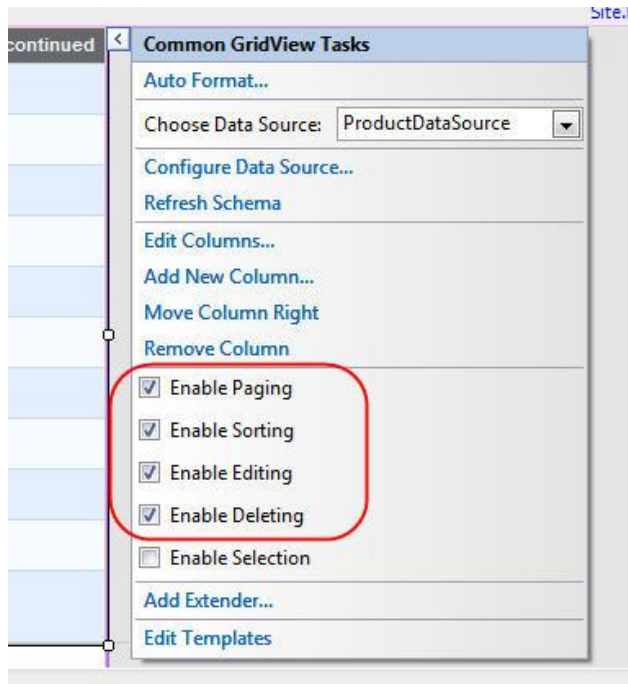 Site.
continued
<
Common GridView Tasks
Auto Format...
Choose Data Source: ProductDataSource
Configure Data Source...
Refresh Schema
Edit Columns...
Add New Column...
Move Column Right
Remove Column
Enable Paging
Enable Sorting
Enable Editing
Enable Deleting
Enable Selection
Add Extender...
Edit Templates